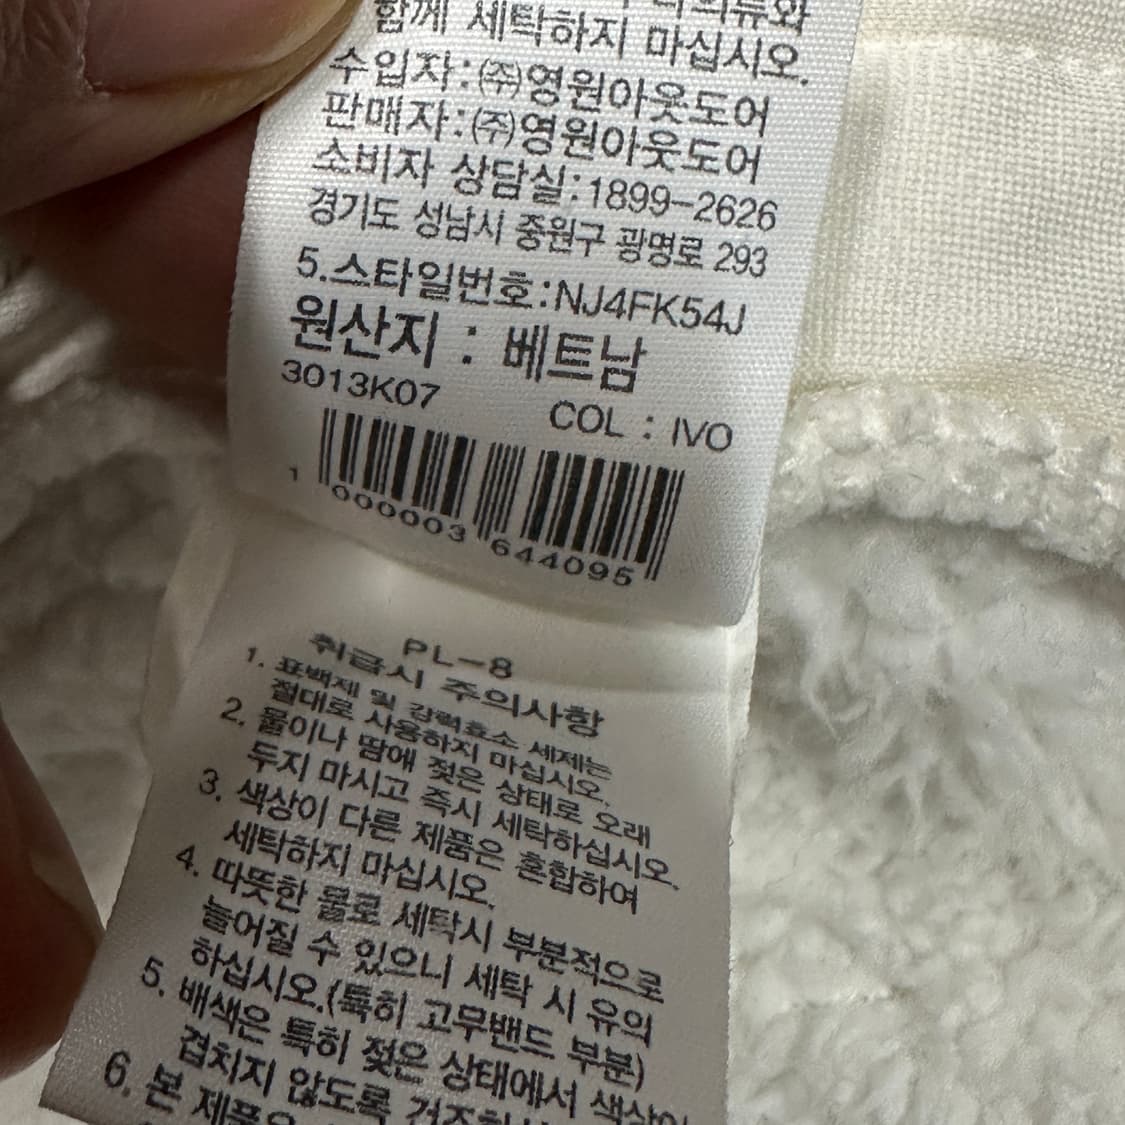 함께 세탁하지 마십시오.
수입자:㈜영원아웃도어
판매자:㈜영원아웃도어
소비자 상담실:1899-2626
경기도 성남시 중원구 광명로 293
5.스타일번호:NJ4FK54J
원산지 : 베트남
3013K07
COL : IVO
1 000003 644095
PL-8
취급시 주의사항
1. 표백제 및 강력효소 세제는
절대로 사용하지 마십시오.
2. 물이나 땀에 젖은 상태로 오래
두지 마시고 즉시 세탁하십시오.
3. 색상이 다른 제품은 혼합하여
세탁하지 마십시오.
4. 따뜻한 물로 세탁시 부분적으로
늘어질 수 있으니 세탁 시 유의
하십시오.(특히 고무밴드 부분)
5. 배색은 특히 젖은 상태에서 색상이
겹치지 않도록
6. 본 제품은